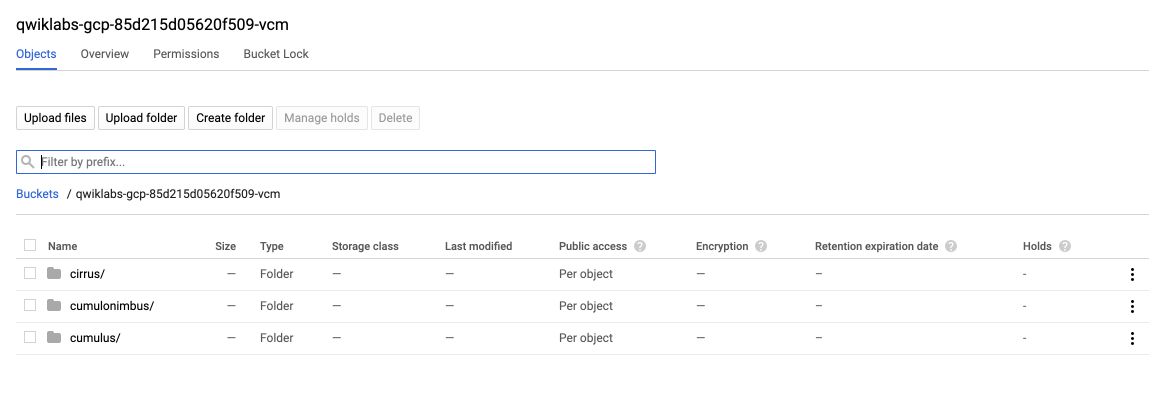 qwiklabs-gcp-85d215d05620f509-vcm
Objects Overview Permissions Bucket Lock
Upload files Upload folder Create folder Manage holds Delete
Filter by prefix...
Buckets / qwiklabs-gcp-85d215d05620f509-vcm
Name Size Type Storage class Last modified Public access ? Encryption ? Retention expiration date ? Holds ?
cirrus/ — Folder — — Per object — – -
cumulonimbus/ — Folder — — Per object — – -
cumulus/ — Folder — — Per object — – -